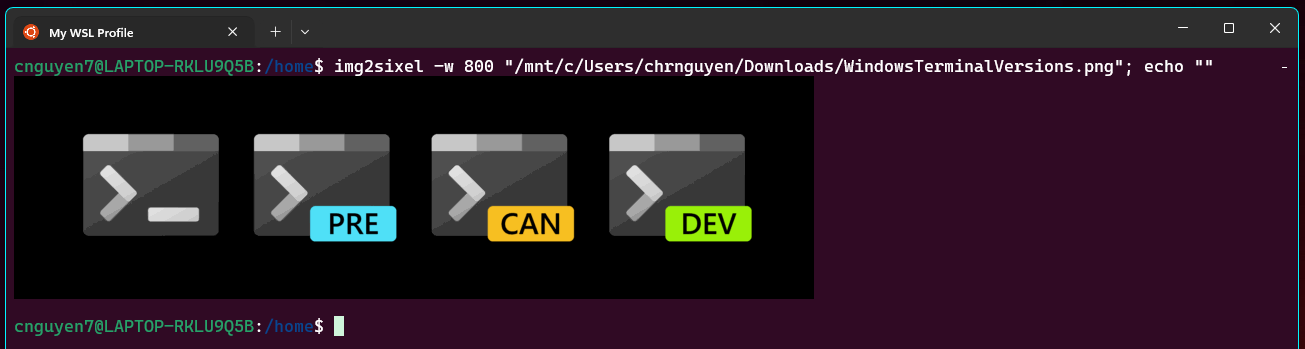 My WSL Profile
cnguyen7@LAPTOP-RKLU9Q5B:/home$ img2sixel -w 800 "/mnt/c/Users/chrnguyen/Downloads/WindowsTerminalVersions.png"; echo ""
PRE CAN DEV
cnguyen7@LAPTOP-RKLU9Q5B:/home$